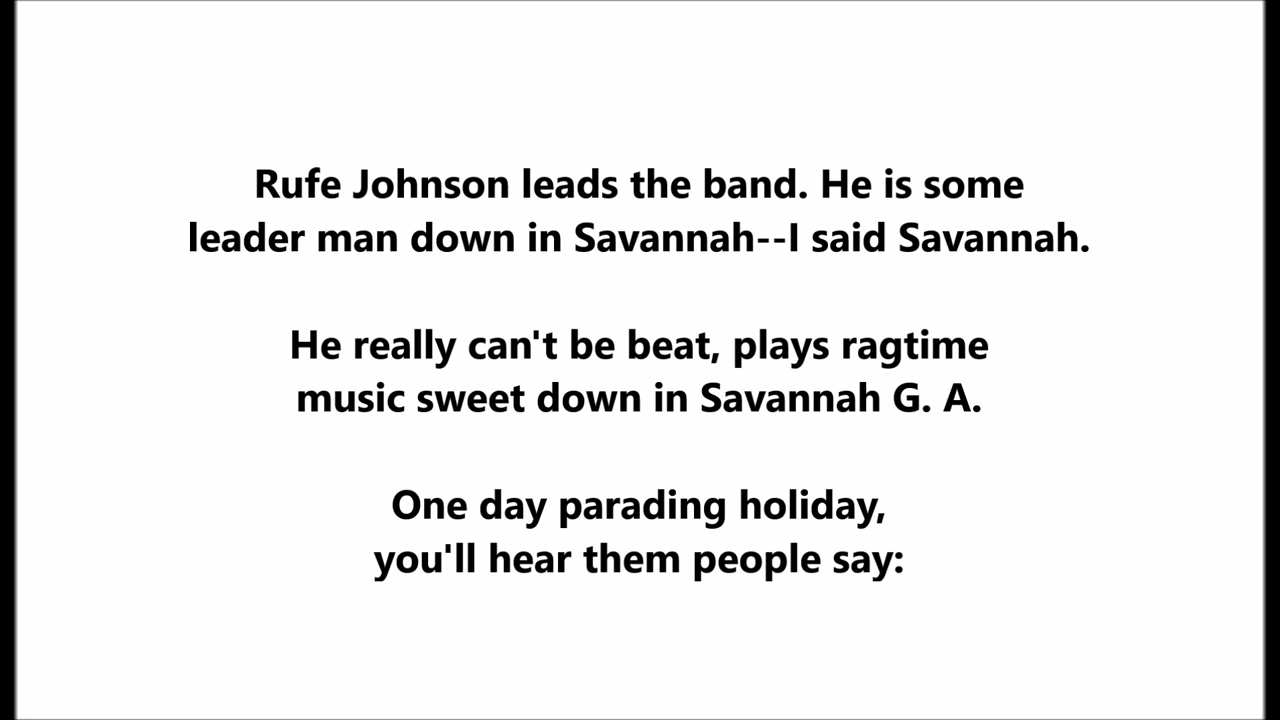 Rufe Johnson leads the band. He is some
leader man down in Savannah--I said Savannah.
He really can't be beat, plays ragtime
music sweet down in Savannah G. A.
One day parading holiday,
you'll hear them people say: